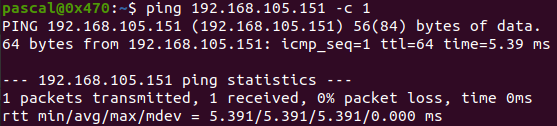 pascal@0x470:~$ ping 192.168.105.151 -c 1
PING 192.168.105.151 (192.168.105.151) 56(84) bytes of data.
64 bytes from 192.168.105.151: icmp_seq=1 ttl=64 time=5.39 ms

--- 192.168.105.151 ping statistics ---
1 packets transmitted, 1 received, 0% packet loss, time 0ms
rtt min/avg/max/mdev = 5.391/5.391/5.391/0.000 ms